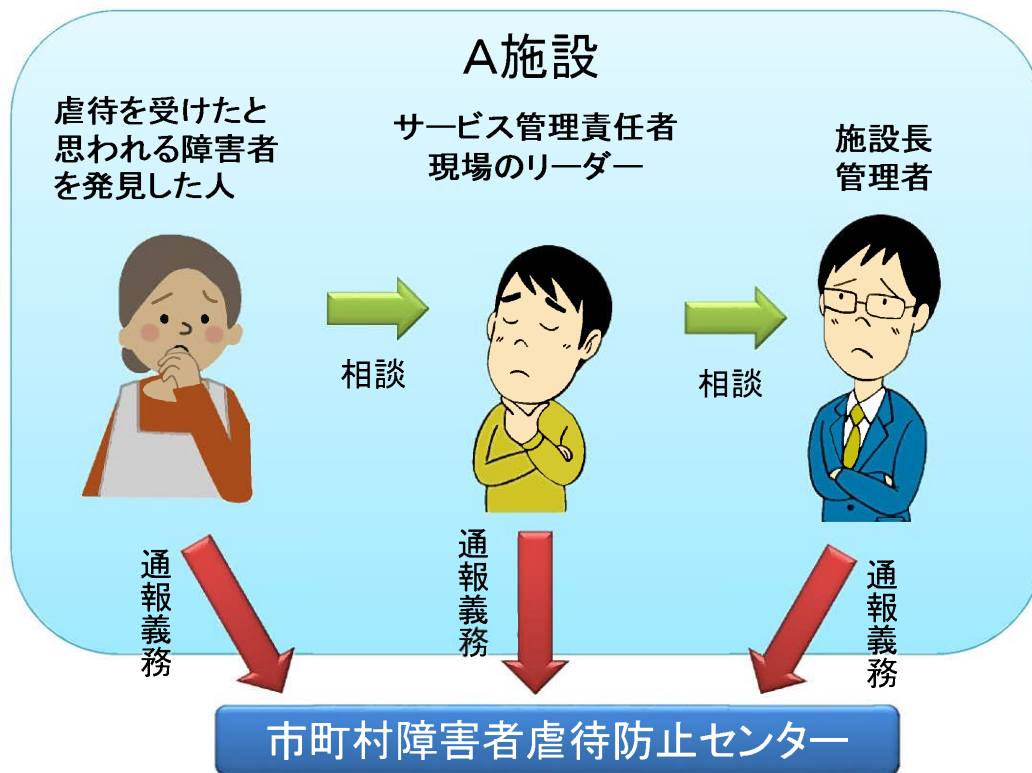 A施設
虐待を受けたと
思われる障害者
を発見した人
サービス管理責任者
現場のリーダー
施設長
管理者
相談
相談
通報義務
通報義務
通報義務
市町村障害者虐待防止センター